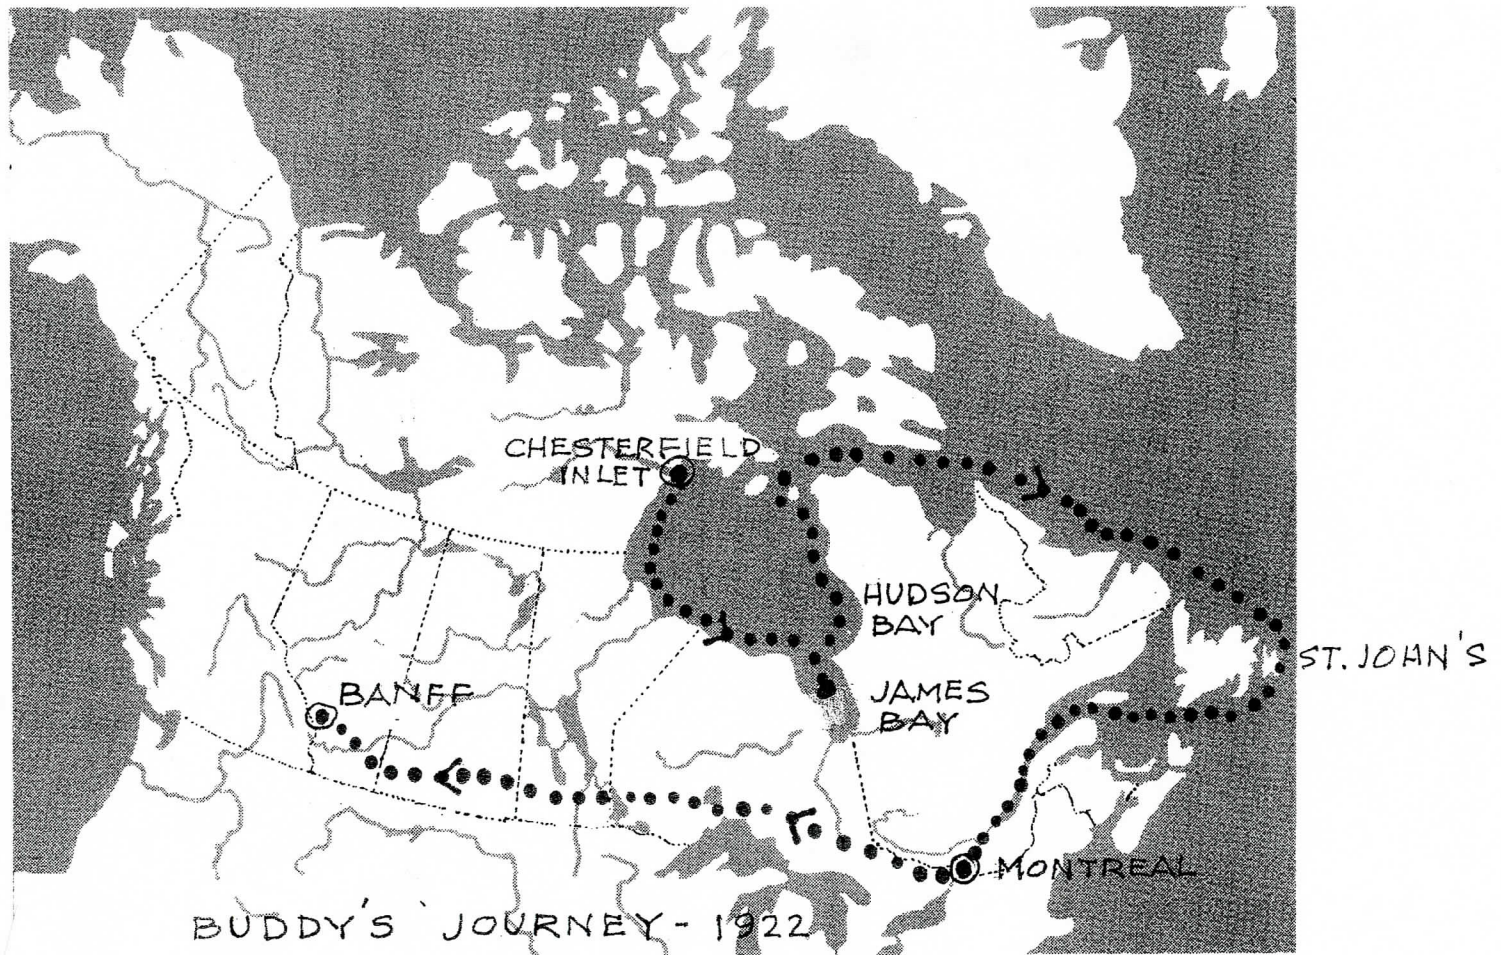 CHESTERFIELD
INLET
HUDSON
BAY
ST. JOHN'S
BANFF
JAMES
BAY
MONTREAL
BUDDY'S JOURNEY - 1922